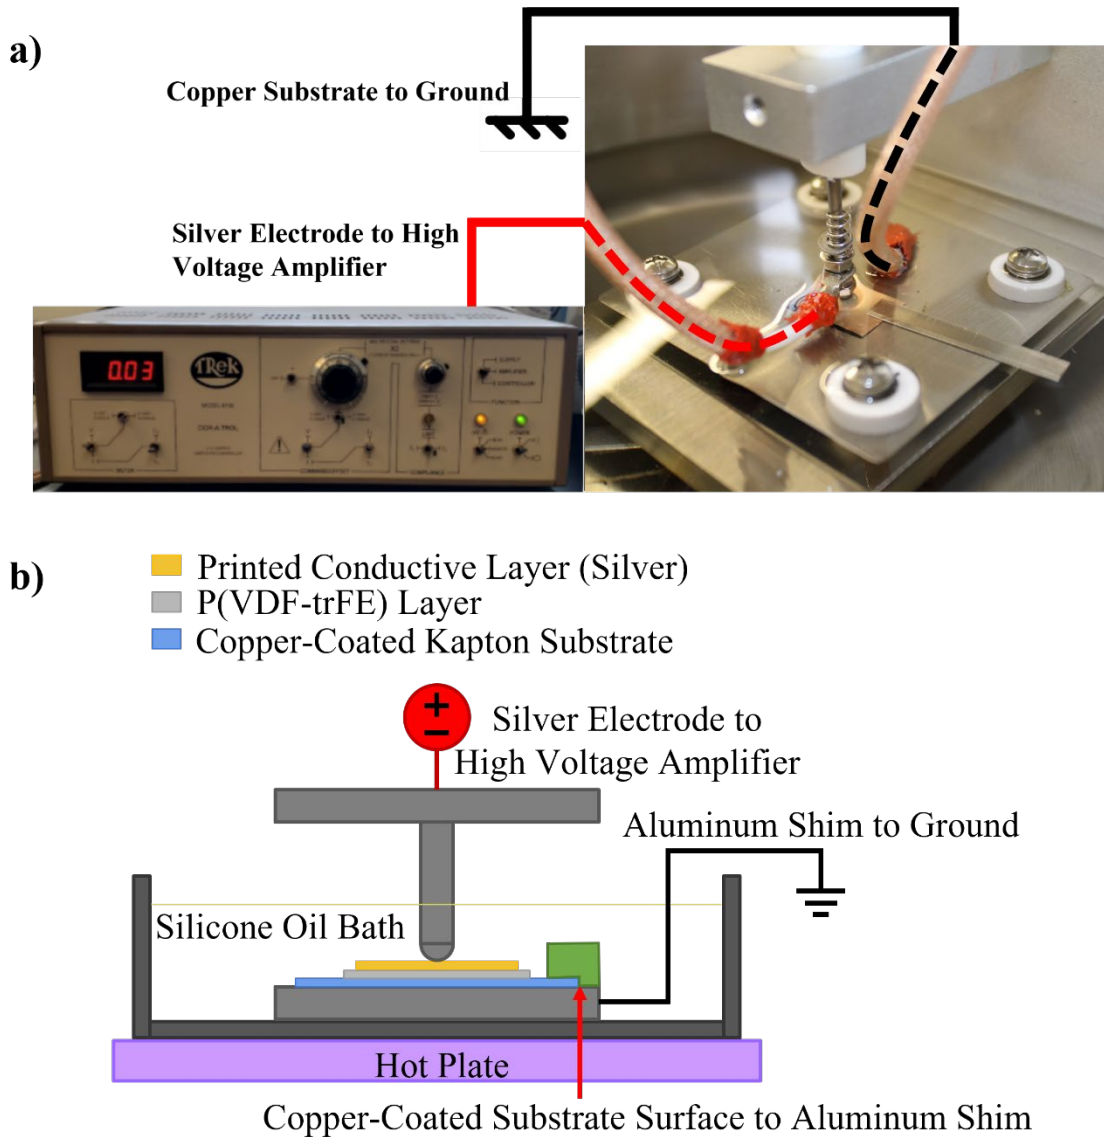 a)
Copper Substrate to Ground
Silver Electrode to High
Voltage Amplifier
0.03
TREK
b)
Printed Conductive Layer (Silver)
P(VDF-trFE) Layer
Copper-Coated Kapton Substrate
+
−
Silver Electrode to
High Voltage Amplifier
Aluminum Shim to Ground
Silicone Oil Bath
Hot Plate
Copper-Coated Substrate Surface to Aluminum Shim